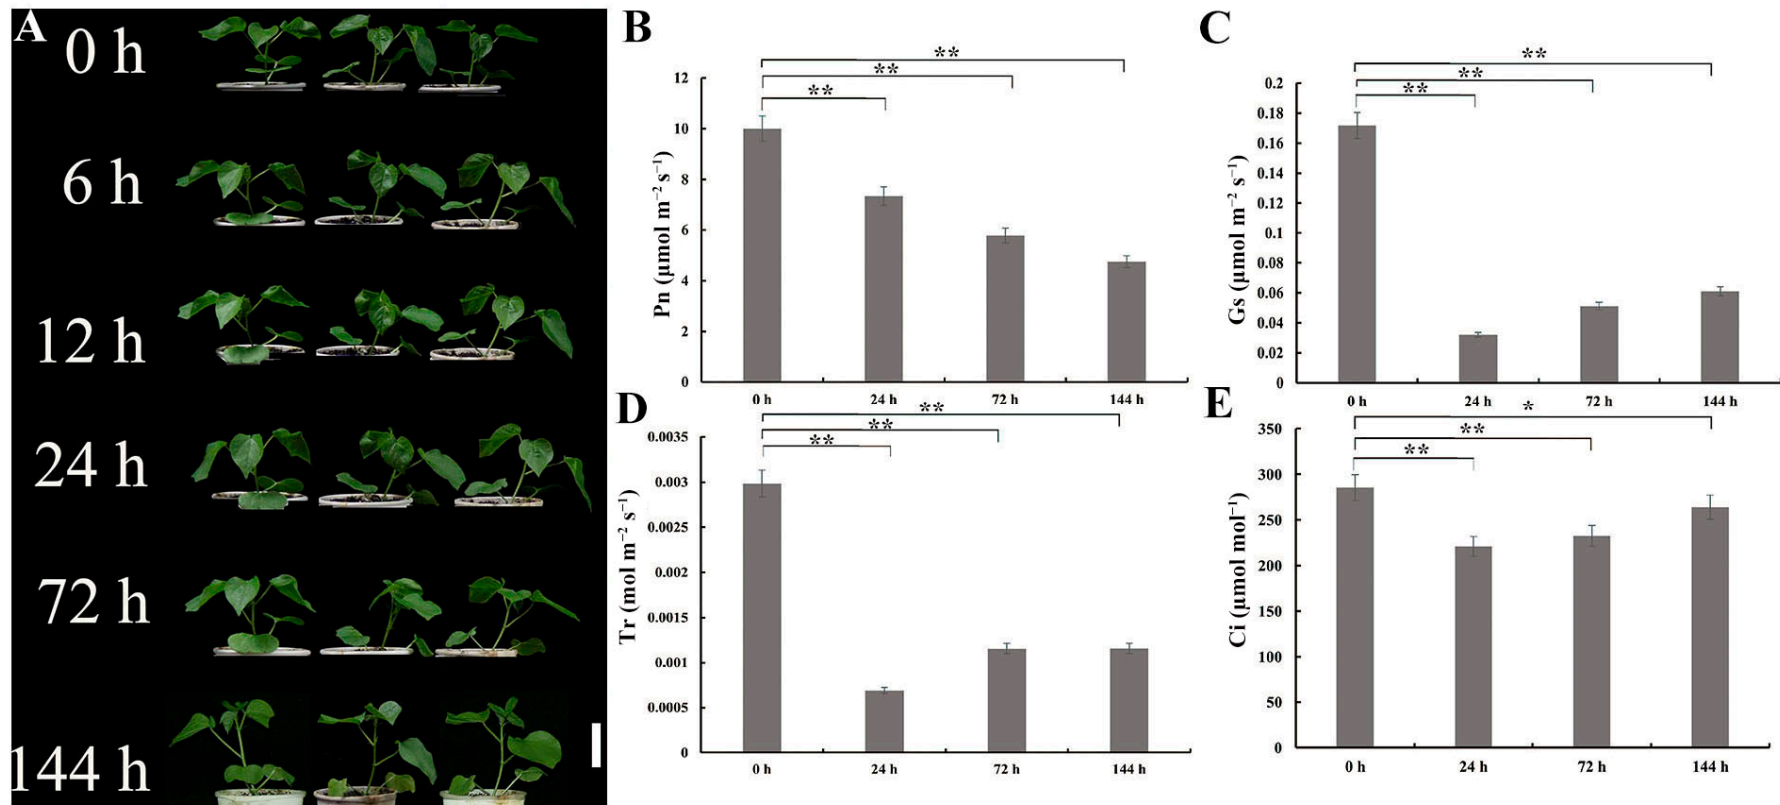 A
0 h
6 h
12 h
24 h
72 h
144 h
B
**
**
**
Pn (µmol m⁻² s⁻¹)
12
10
8
6
4
2
0
0 h 24 h 72 h 144 h
C
**
**
**
Gs (µmol m⁻² s⁻¹)
0.2
0.18
0.16
0.14
0.12
0.1
0.08
0.06
0.04
0.02
0
0 h 24 h 72 h 144 h
D
**
**
**
Tr (mol m⁻² s⁻¹)
0.0035
0.003
0.0025
0.002
0.0015
0.001
0.0005
0
0 h 24 h 72 h 144 h
E
*
**
**
Ci (µmol mol⁻¹)
350
300
250
200
150
100
50
0
0 h 24 h 72 h 144 h